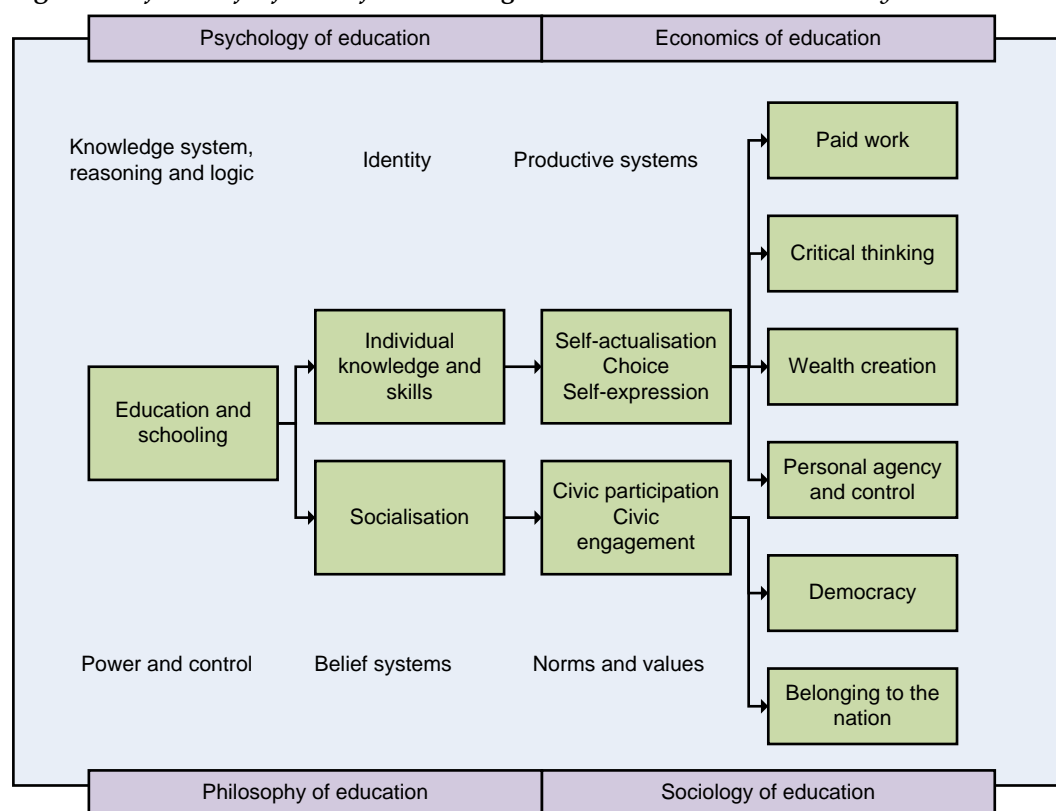 Psychology of education
Economics of education
Knowledge system,
reasoning and logic
Identity
Productive systems
Paid work
Critical thinking
Individual
knowledge and
skills
Self-actualisation
Choice
Self-expression
Wealth creation
Education and
schooling
Personal agency
and control
Socialisation
Civic participation
Civic
engagement
Democracy
Power and control
Belief systems
Norms and values
Belonging to the
nation
Philosophy of education
Sociology of education